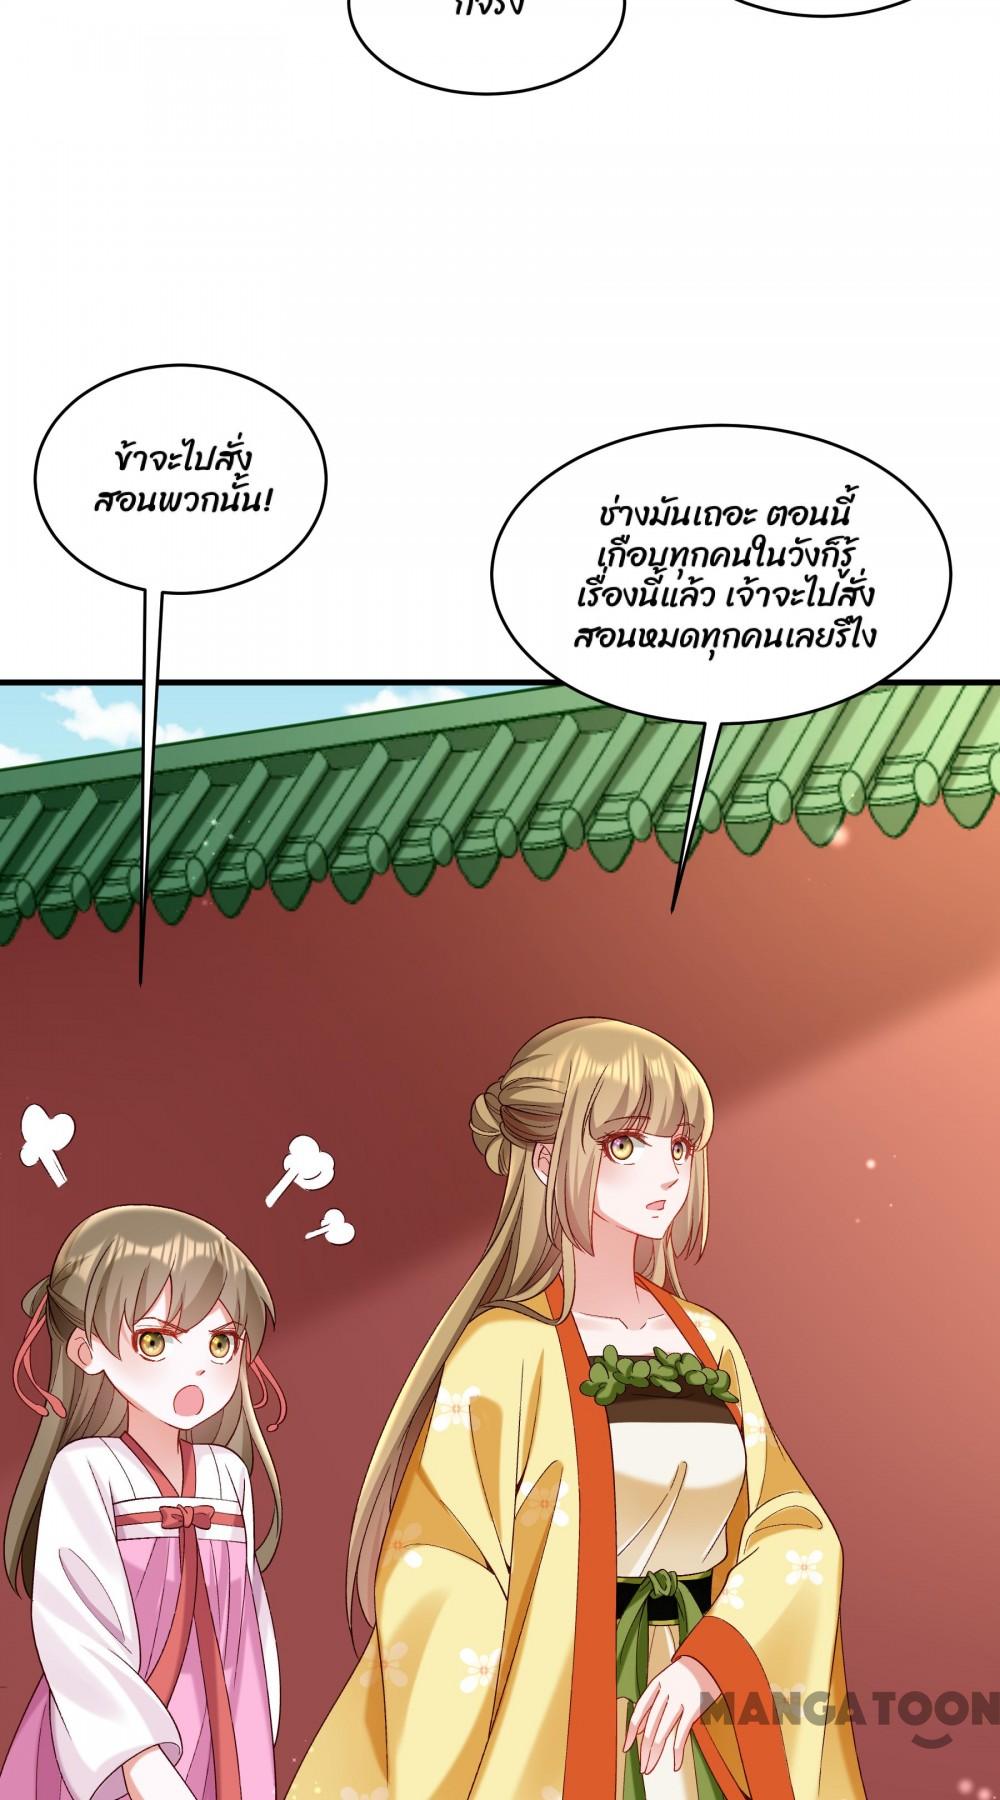 ก็จริง
ข้าจะไปสั่ง
สอนพวกนั้น!
ช่างมันเถอะ ตอนนี้
เกือบทุกคนในวังก็รู้
เรื่องนี้แล้ว เจ้าจะไปสั่ง
สอนหมดทุกคนเลยรึไง
MANGATOON